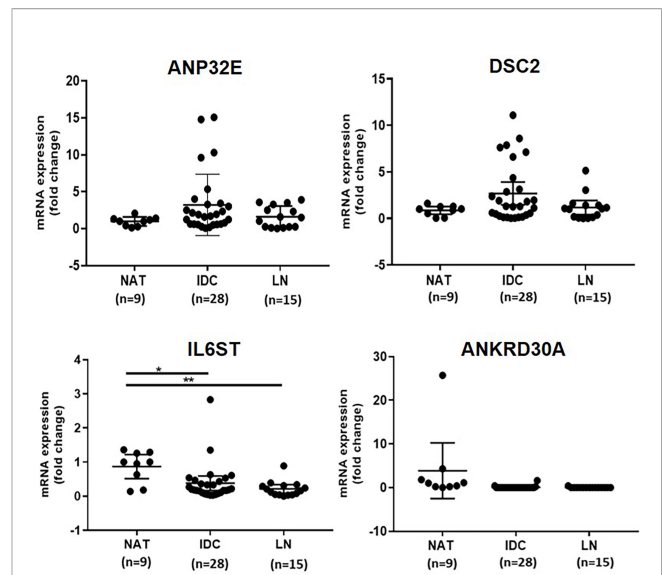 ANP32E
20
15
10
5
0
-5
mRNA expression
(fold change)
NAT IDC LN
(n=9) (n=28) (n=15)
DSC2
15
10
5
0
-5
mRNA expression
(fold change)
NAT IDC LN
(n=9) (n=28) (n=15)
IL6ST
4
3
2
1
0
-1
mRNA expression
(fold change)
*
**
NAT IDC LN
(n=9) (n=28) (n=15)
ANKRD30A
30
20
10
0
-10
mRNA expression
(fold change)
NAT IDC LN
(n=9) (n=28) (n=15)